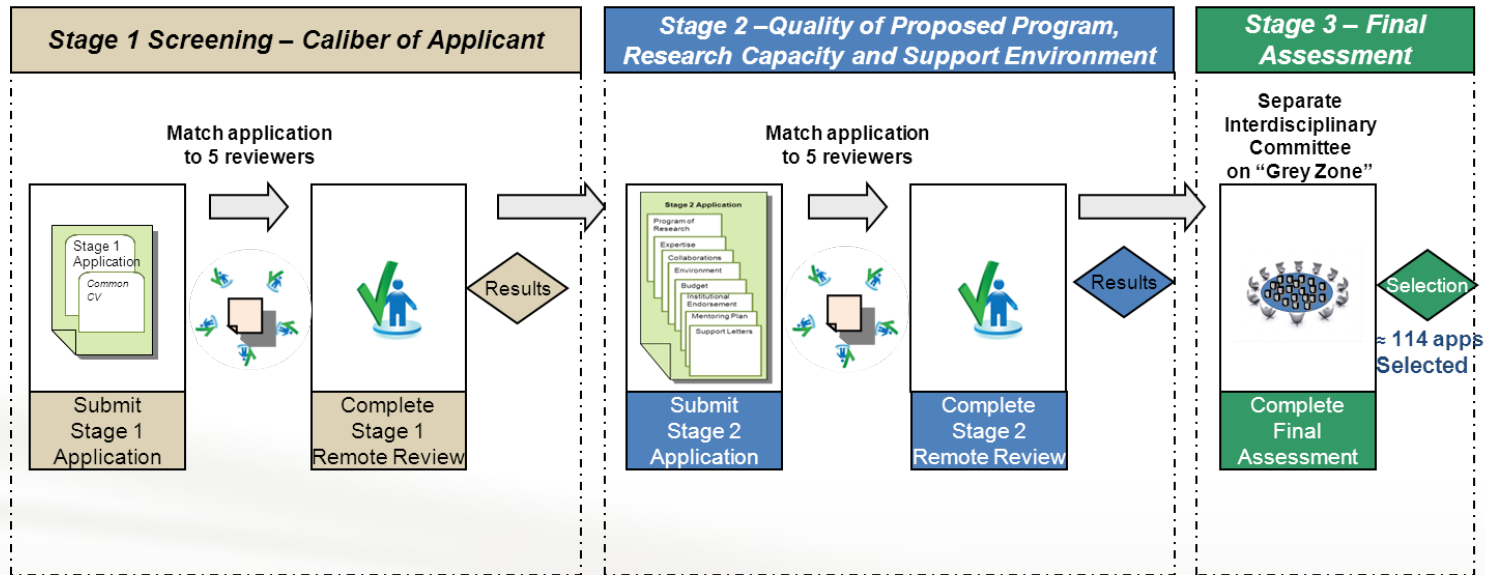 Stage 1 Screening – Caliber of Applicant
Match application
to 5 reviewers
Stage 1
Application
Common
CV
Results
Submit
Stage 1
Application
Complete
Stage 1
Remote Review
Stage 2 –Quality of Proposed Program,
Research Capacity and Support Environment
Match application
to 5 reviewers
Stage 2 Application
Program of
Research
Expertise
Collaborations
Environment
Budget
Institutional
Endorsement
Mentoring Plan
Support Letters
Results
Submit
Stage 2
Application
Complete
Stage 2
Remote Review
Stage 3 – Final
Assessment
Separate
Interdisciplinary
Committee
on “Grey Zone”
Selection
≈ 114 apps
Selected
Complete
Final
Assessment